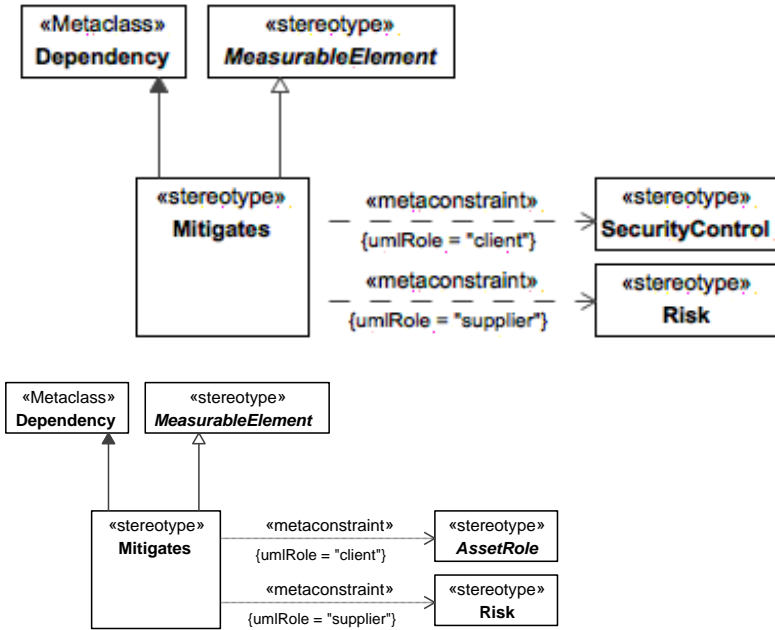 «Metaclass»
Dependency
«stereotype»
MeasurableElement
«stereotype»
Mitigates
«metaconstraint»
{umlRole = "client"}
«stereotype»
SecurityControl
«metaconstraint»
{umlRole = "supplier"}
«stereotype»
Risk
«Metaclass»
Dependency
«stereotype»
MeasurableElement
«stereotype»
Mitigates
«metaconstraint»
{umlRole = "client"}
«stereotype»
AssetRole
«metaconstraint»
{umlRole = "supplier"}
«stereotype»
Risk